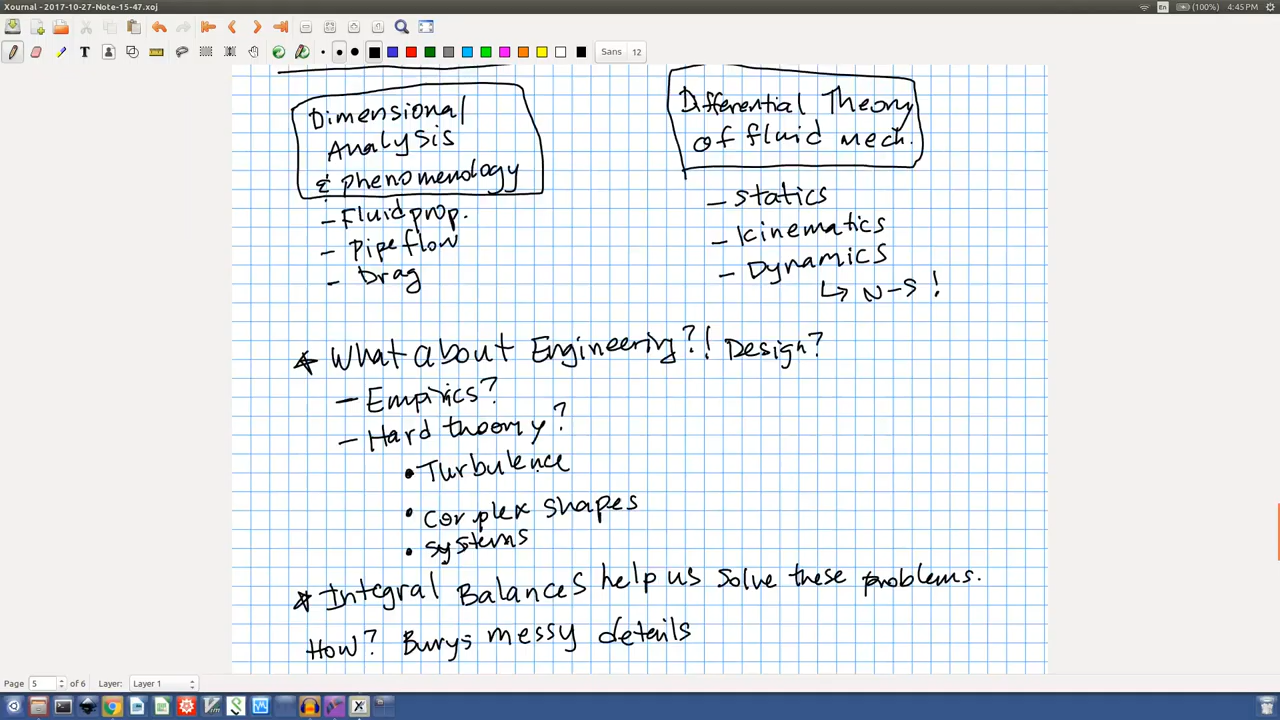 Xournal - 2017-10-27-Note-15-47.xoj
En
(100%)
4:45 PM
Sans 12
Dimensional
Analysis
& phenomenology
- Fluid prop.
- Pipe flow
- Drag
Differential Theory
of fluid mech.
- statics
- kinematics
- Dynamics
↳ N-S !
* What about Engineering?! Design?
- Empirics?
- Hard theory?
• Turbulence
• complex shapes
• systems
* Integral Balances help us solve these problems.
How? Burys messy details
Page 5 of 6 Layer: Layer 1